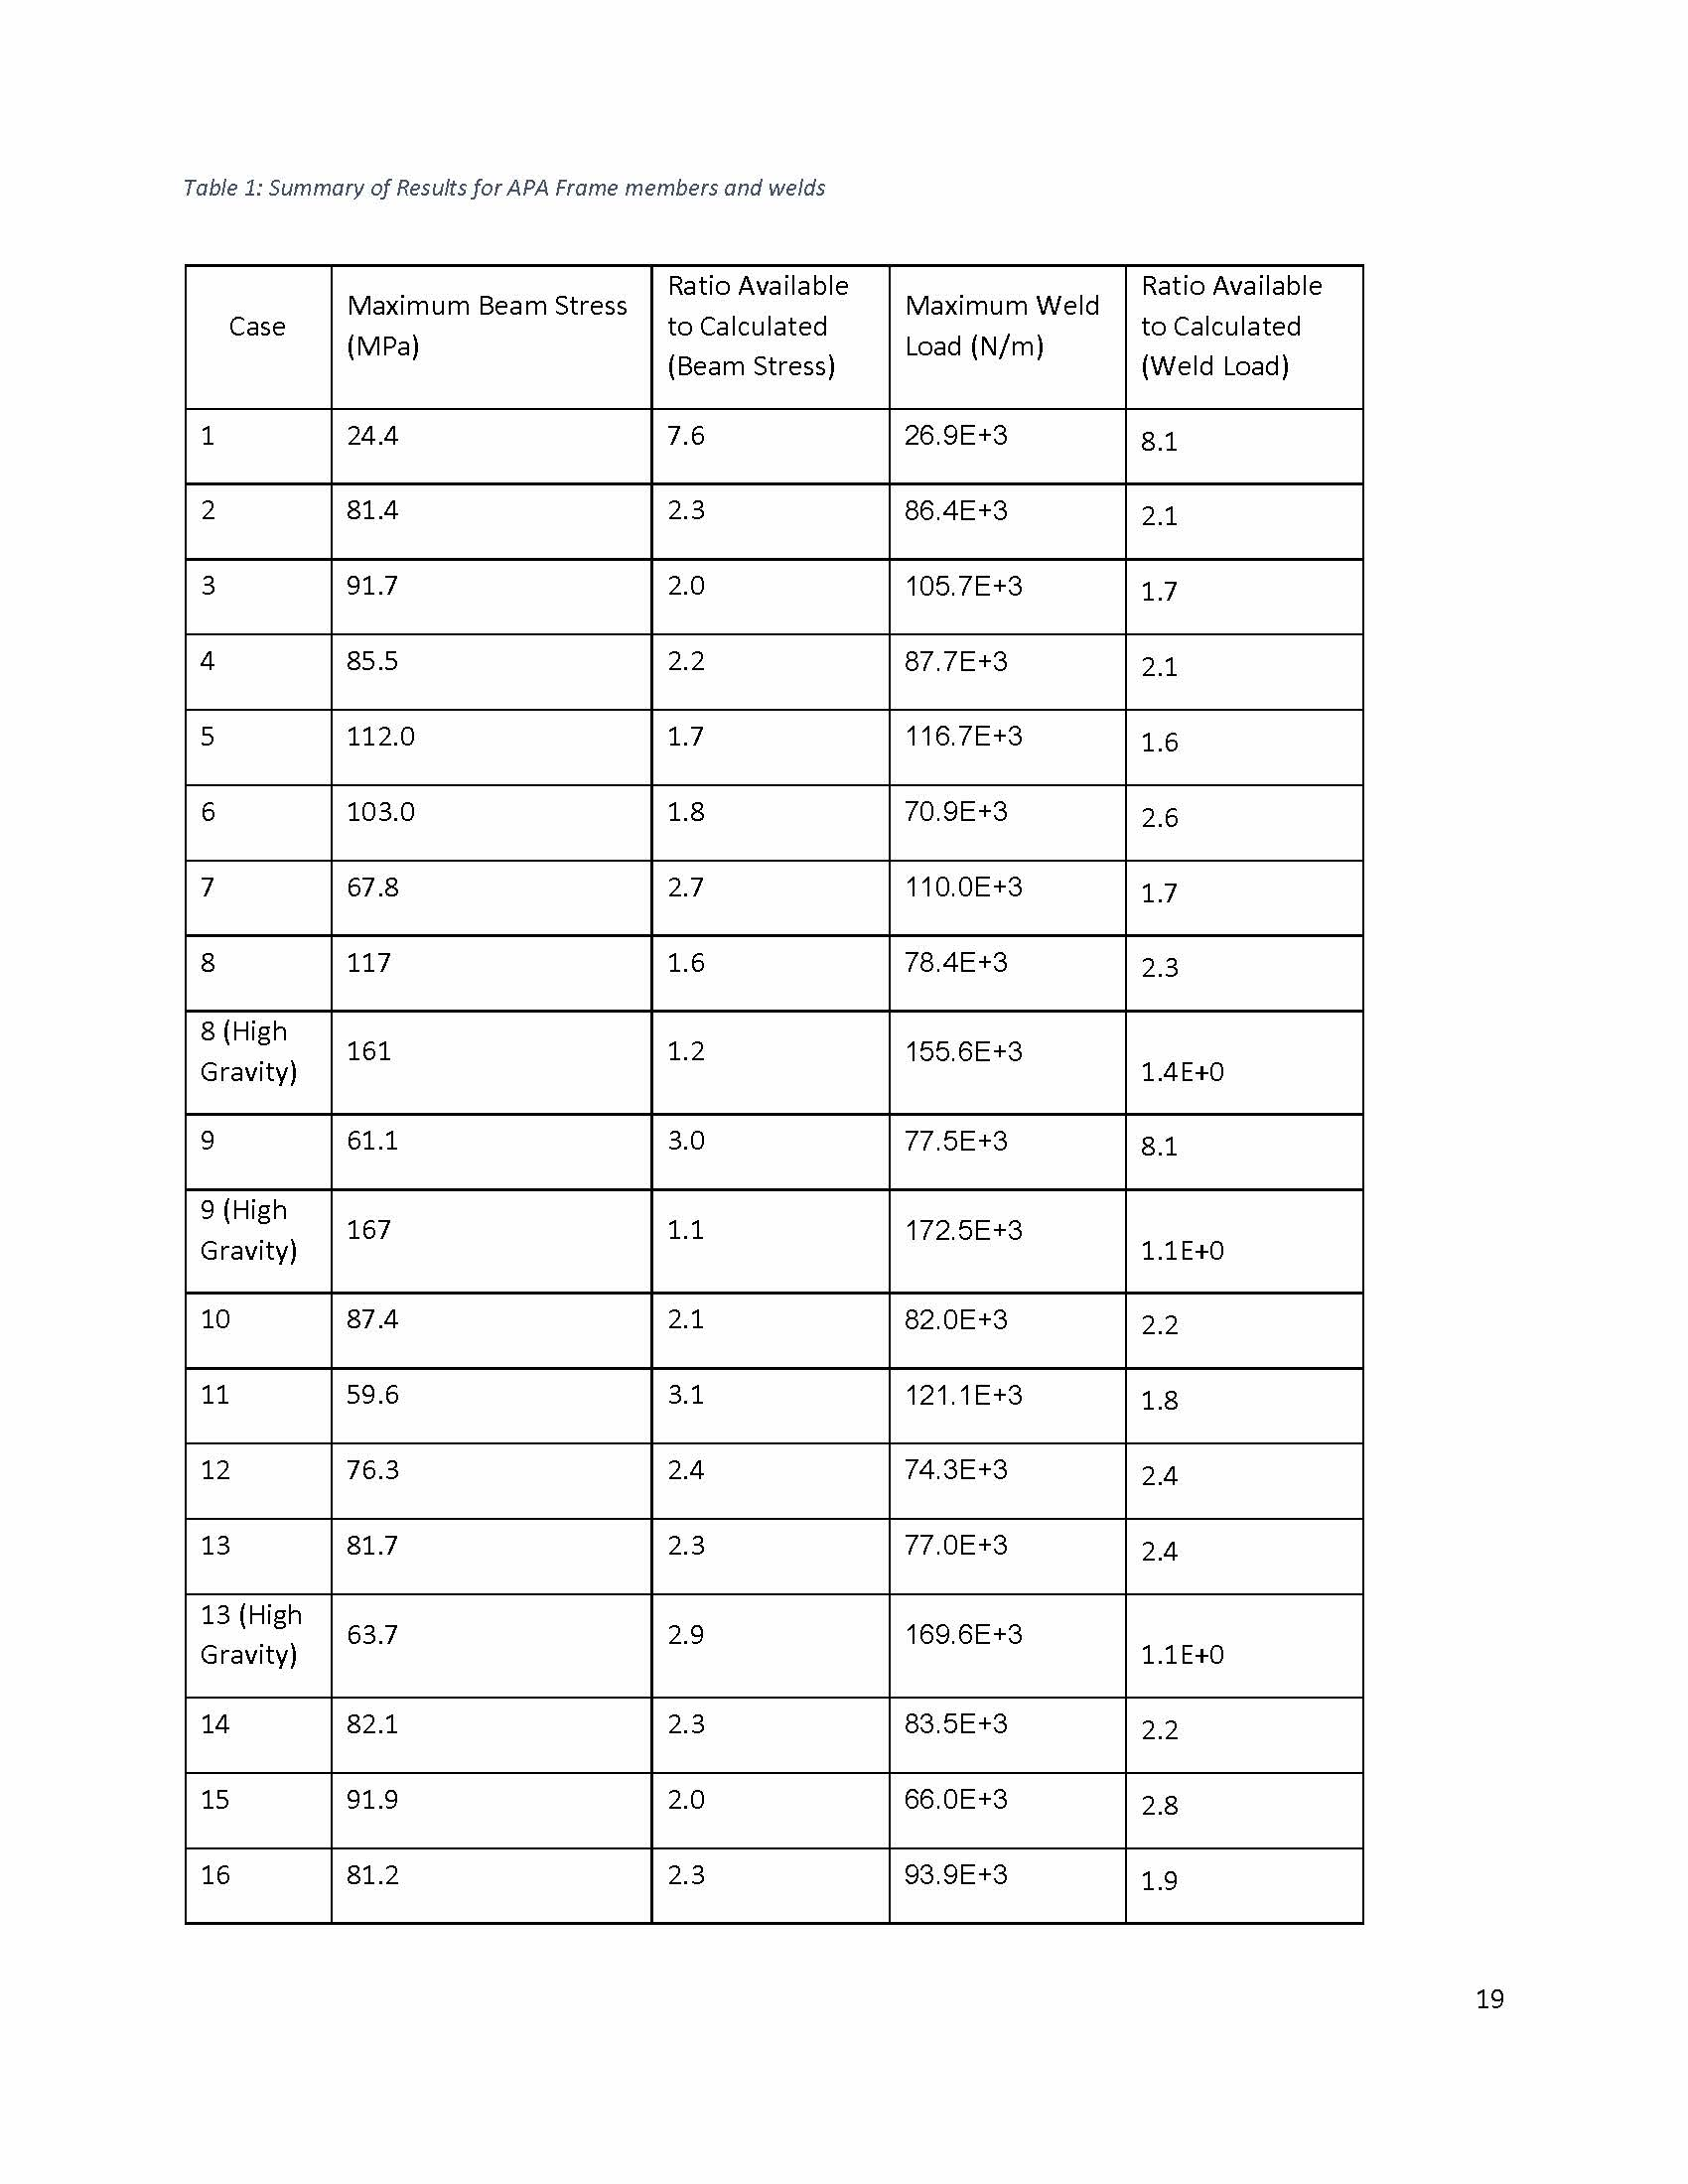 Table 1: Summary of Results for APA Frame members and welds
Case
Maximum Beam Stress
(MPa)
Ratio Available
to Calculated
(Beam Stress)
Maximum Weld
Load (N/m)
Ratio Available
to Calculated
(Weld Load)
1 24.4 7.6 26.9E+3 8.1
2 81.4 2.3 86.4E+3 2.1
3 91.7 2.0 105.7E+3 1.7
4 85.5 2.2 87.7E+3 2.1
5 112.0 1.7 116.7E+3 1.6
6 103.0 1.8 70.9E+3 2.6
7 67.8 2.7 110.0E+3 1.7
8 117 1.6 78.4E+3 2.3
8 (High
Gravity)
161 1.2 155.6E+3 1.4E+0
9 61.1 3.0 77.5E+3 8.1
9 (High
Gravity)
167 1.1 172.5E+3 1.1E+0
10 87.4 2.1 82.0E+3 2.2
11 59.6 3.1 121.1E+3 1.8
12 76.3 2.4 74.3E+3 2.4
13 81.7 2.3 77.0E+3 2.4
13 (High
Gravity)
63.7 2.9 169.6E+3 1.1E+0
14 82.1 2.3 83.5E+3 2.2
15 91.9 2.0 66.0E+3 2.8
16 81.2 2.3 93.9E+3 1.9
19